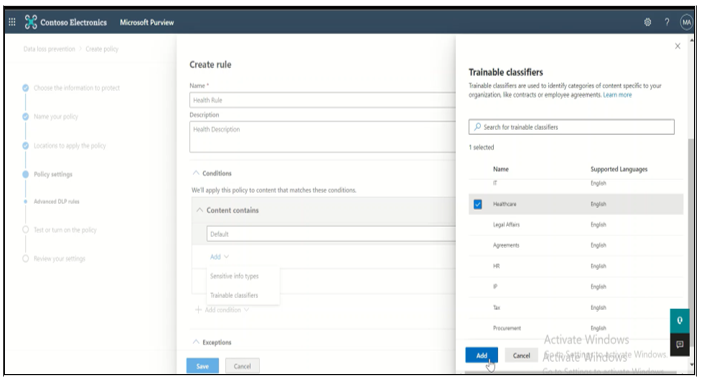 Contoso Electronics Microsoft Purview
? MA
Data loss prevention > Create policy
Choose the information to protect
Name your policy
Locations to apply the policy
Policy settings
Advanced DLP rules
Test or turn on the policy
Review your settings
Create rule
Name *
Health Rule
Description
Health Description
Conditions
We'll apply this policy to content that matches these conditions.
Content contains
Default
Add
Sensitive info types
Trainable classifiers
+ Add condition
Exceptions
Save Cancel
Trainable classifiers
Trainable classifiers are used to identify categories of content specific to your
organization, like contracts or employee agreements. Learn more
Search for trainable classifiers
1 selected
Name Supported Languages
IT English
Healthcare English
Legal Affairs English
Agreements English
HR English
IP English
Tax English
Procurement English
Add Cancel
Activate Windows
Go to Settings to activate Windows.